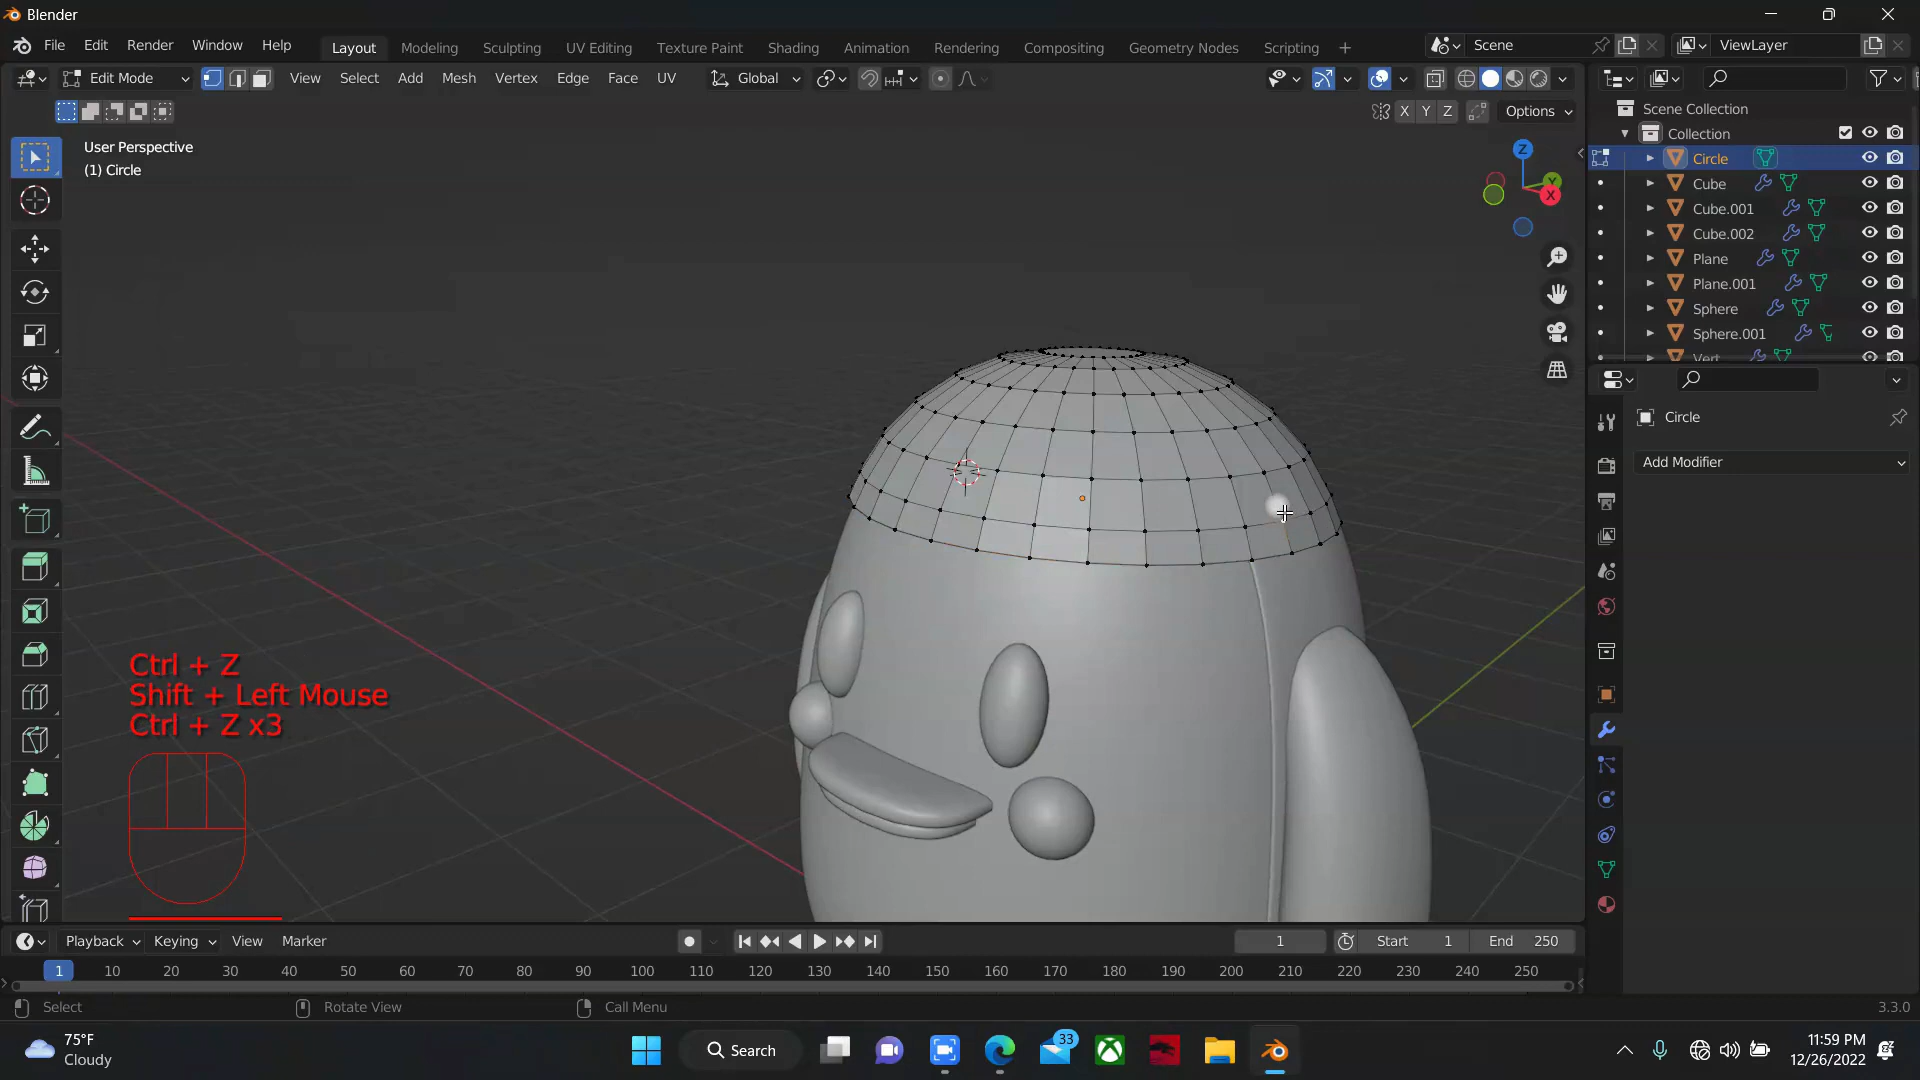 Blender
File Edit Render Window Help
Layout Modeling Sculpting UV Editing Texture Paint Shading Animation Rendering Compositing Geometry Nodes Scripting +
Scene
ViewLayer
Edit Mode
View Select Add Mesh Vertex Edge Face UV
Global
X Y Z
Options
User Perspective
(1) Circle
Z
Y
X
Scene Collection
Collection
Circle
Cube
Cube.001
Cube.002
Plane
Plane.001
Sphere
Sphere.001
Vert
Circle
Add Modifier
Ctrl + Z
Shift + Left Mouse
Ctrl + Z x3
Playback Keying View Marker
1
Start 1
End 250
1 10 20 30 40 50 60 70 80 90 100 110 120 130 140 150 160 170 180 190 200 210 220 230 240 250
Select
Rotate View
Call Menu
3.3.0
75°F
Cloudy
Search
33
11:59 PM
12/26/2022